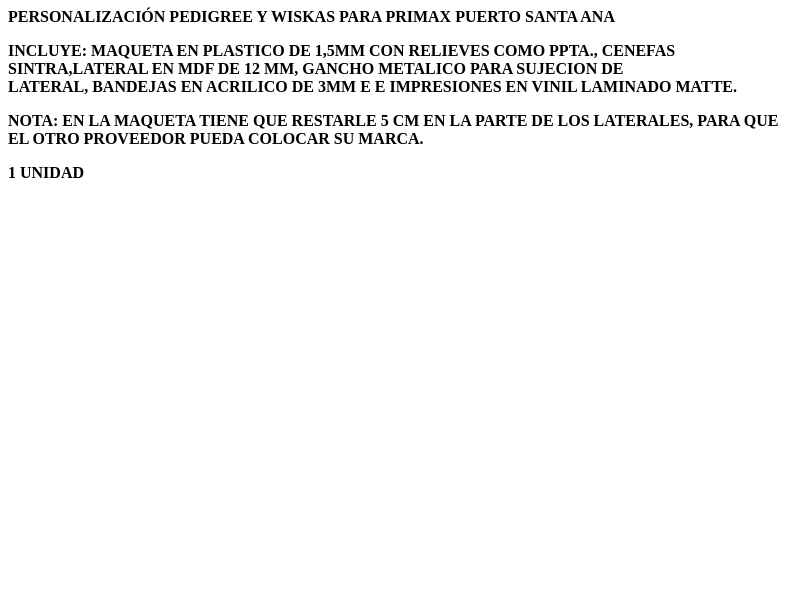 PERSONALIZACIÓN PEDIGREE Y WISKAS PARA PRIMAX PUERTO SANTA ANA
INCLUYE: MAQUETA EN PLASTICO DE 1,5MM CON RELIEVES COMO PPTA., CENEFAS
SINTRA,LATERAL EN MDF DE 12 MM, GANCHO METALICO PARA SUJECION DE
LATERAL, BANDEJAS EN ACRILICO DE 3MM E E IMPRESIONES EN VINIL LAMINADO MATTE.
NOTA: EN LA MAQUETA TIENE QUE RESTARLE 5 CM EN LA PARTE DE LOS LATERALES, PARA QUE
EL OTRO PROVEEDOR PUEDA COLOCAR SU MARCA.
1 UNIDAD